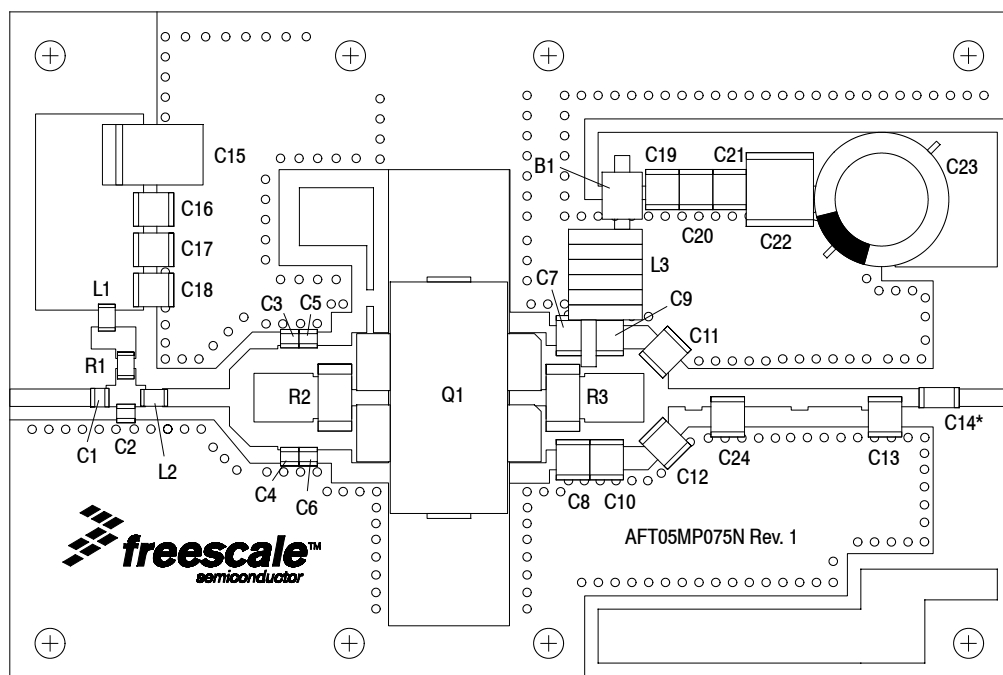 C15
C16
C17
C18
L1
R1
C1
C2
L2
C3
C5
R2
C4
C6
Q1
B1
C19
C21
C20
C22
C23
L3
C7
C9
C11
R3
C8
C10
C12
C24
C13
C14*
AFT05MP075N Rev. 1
freescale™
semiconductor